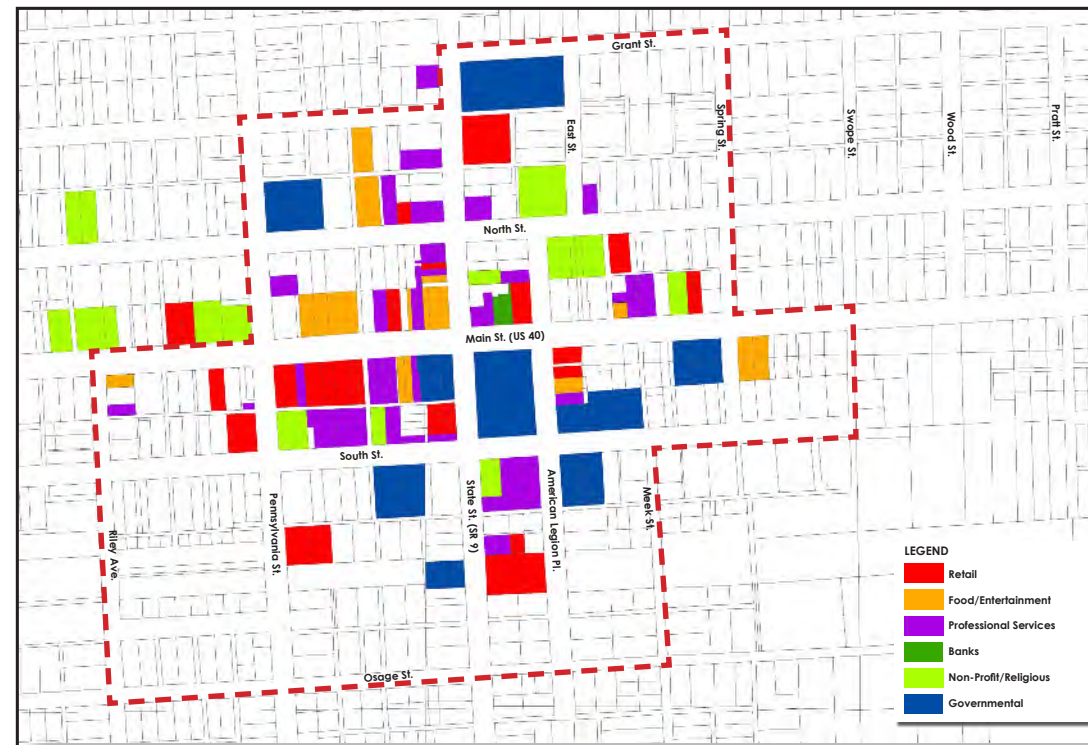 Grant St.
East St.
Spring St.
Swope St.
Wood St.
Pratt St.
North St.
Main St. (US 40)
South St.
Riley Ave.
Pennsylvania St.
State St. (SR 9)
American Legion Pl.
Meek St.
Osage St.
LEGEND
Retail
Food/Entertainment
Professional Services
Banks
Non-Profit/Religious
Governmental